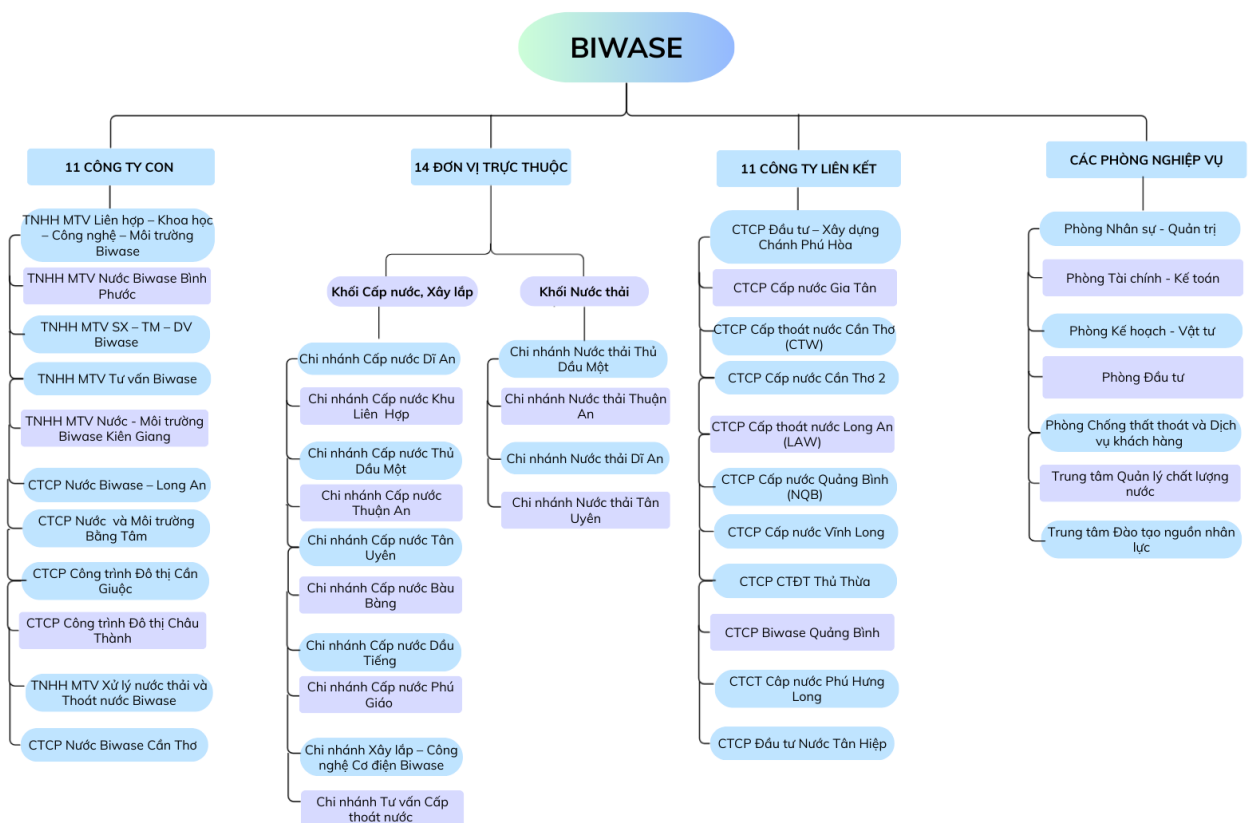 BIWASE
11 CÔNG TY CON
TNHH MTV Liên hợp – Khoa học
– Công nghệ – Môi trường
Biwase
TNHH MTV Nước Biwase Bình
Phước
TNHH MTV SX – TM – DV
Biwase
TNHH MTV Tư vấn Biwase
TNHH MTV Nước - Môi trường
Biwase Kiên Giang
CTCP Nước Biwase – Long An
CTCP Nước và Môi trường
Bằng Tâm
CTCP Công trình Đô thị Cần
Giuộc
CTCP Công trình Đô thị Châu
Thành
TNHH MTV Xử lý nước thải và
Thoát nước Biwase
CTCP Nước Biwase Cần Thơ
14 ĐƠN VỊ TRỰC THUỘC
Khối Cấp nước, Xây lắp
Chi nhánh Cấp nước Dĩ An
Chi nhánh Cấp nước Khu
Liên Hợp
Chi nhánh Cấp nước Thủ
Dầu Một
Chi nhánh Cấp nước
Thuận An
Chi nhánh Cấp nước Tân
Uyên
Chi nhánh Cấp nước Bàu
Bàng
Chi nhánh Cấp nước Dầu
Tiếng
Chi nhánh Cấp nước Phú
Giáo
Chi nhánh Xây lắp – Công
nghệ Cơ điện Biwase
Chi nhánh Tư vấn Cấp
thoát nước
Khối Nước thải
Chi nhánh Nước thải Thủ
Dầu Một
Chi nhánh Nước thải Thuận
An
Chi nhánh Nước thải Dĩ An
Chi nhánh Nước thải Tân
Uyên
11 CÔNG TY LIÊN KẾT
CTCP Đầu tư – Xây dựng
Chánh Phú Hòa
CTCP Cấp nước Gia Tân
CTCP Cấp thoát nước Cần Thơ
(CTW)
CTCP Cấp nước Cần Thơ 2
CTCP Cấp thoát nước Long An
(LAW)
CTCP Cấp nước Quảng Bình
(NQB)
CTCP Cấp nước Vĩnh Long
CTCP CTĐT Thủ Thừa
CTCP Biwase Quảng Bình
CTCT Câp nước Phú Hưng
Long
CTCP Đầu tư Nước Tân Hiệp
CÁC PHÒNG NGHIỆP VỤ
Phòng Nhân sự - Quản trị
Phòng Tài chính - Kế toán
Phòng Kế hoạch - Vật tư
Phòng Đầu tư
Phòng Chống thất thoát và Dịch
vụ khách hàng
Trung tâm Quản lý chất lượng
nước
Trung tâm Đào tạo nguồn nhân
lực